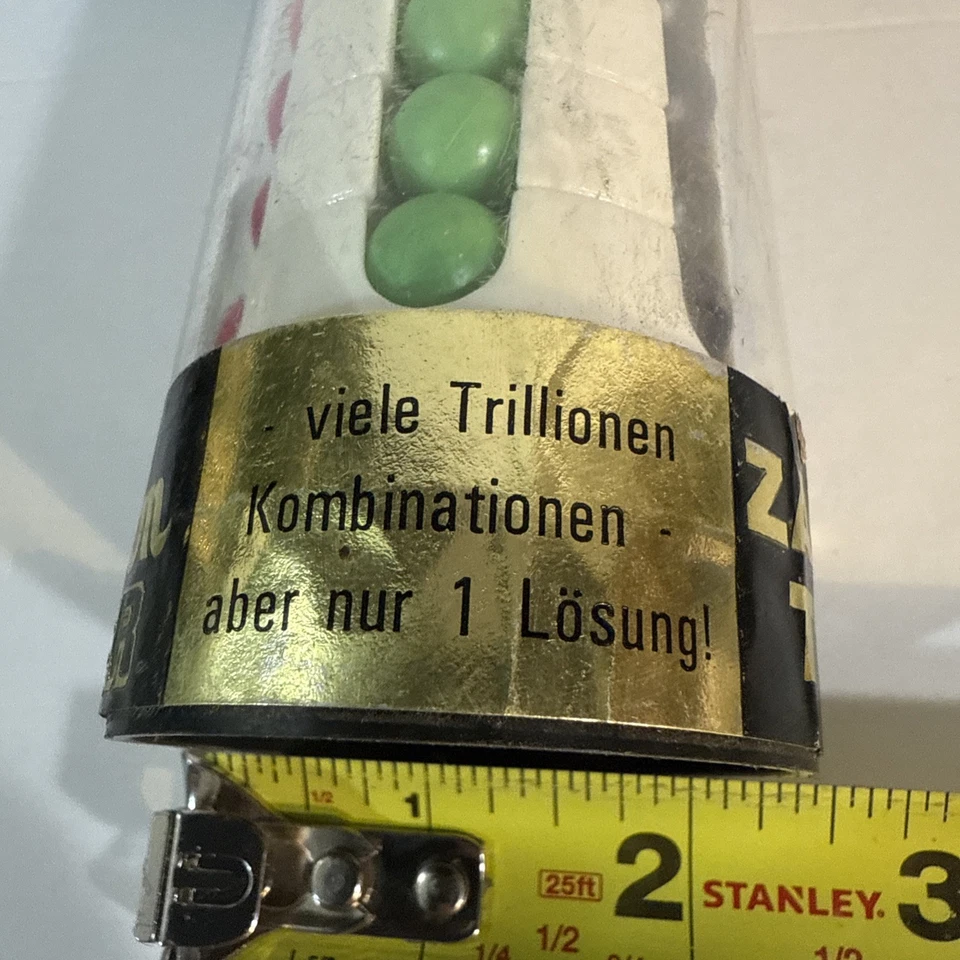 - viele Trillionen
Kombinationen -
aber nur 1 Lösung!
1/2
1
25ft
2
STANLEY.
3
1/4
1/2
1/2